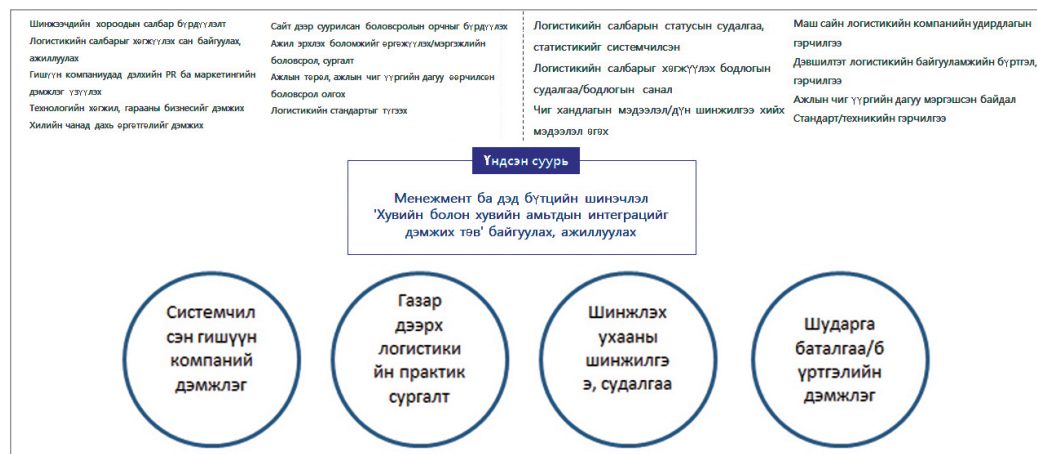 Шинжээчдийн хороодын салбар бүрдүүлэлт
Логистикийн салбарыг хөгжүүлэх сан байгуулах,
ажиллуулах
Гишүүн компаниудад дэлхийн PR ба маркетингийн
дэмжлэг үзүүлэх
Технологийн хөгжил, гарааны бизнесийг дэмжих
Хилийн чанад дахь өргөтгөлийг дэмжих
Сайт дээр суурилсан боловсролын орчныг бүрдүүлэх
Ажил эрхлэх боломжийг өргөжүүлэх/мэргэжлийн
боловсрол, сургалт
Ажлын төрөл, ажлын чиг үүргийн дагуу өөрчилсөн
боловсрол олгох
Логистикийн стандартыг түгээх
Логистикийн салбарын статусын судалгаа,
статистикийг системчилсэн
Логистикийн салбарыг хөгжүүлэх бодлогын
судалгаа/бодлогын санал
Чиг хандлагын мэдээлэл/дүн шинжилгээ хийх
мэдээлэл өгөх
Маш сайн логистикийн компанийн удирдлагын
гэрчилгээ
Дэвшилтэт логистикийн байгууламжийн бүртгэл,
гэрчилгээ
Ажлын чиг үүргийн дагуу мэргэшсэн байдал
Стандарт/техникийн гэрчилгээ
Үндсэн суурь
Менежмент ба дэд бүтцийн шинэчлэл
'Хувийн болон хувийн амьтдын интеграцийг
дэмжих төв' байгуулах, ажиллуулах
Системчил
сэн гишүүн
компаний
дэмжлэг
Газар
дээрх
логистики
йн практик
сургалт
Шинжлэх
ухааны
шинжилгэ
э, судалгаа
Шударга
баталгаа/б
үртгэлийн
дэмжлэг